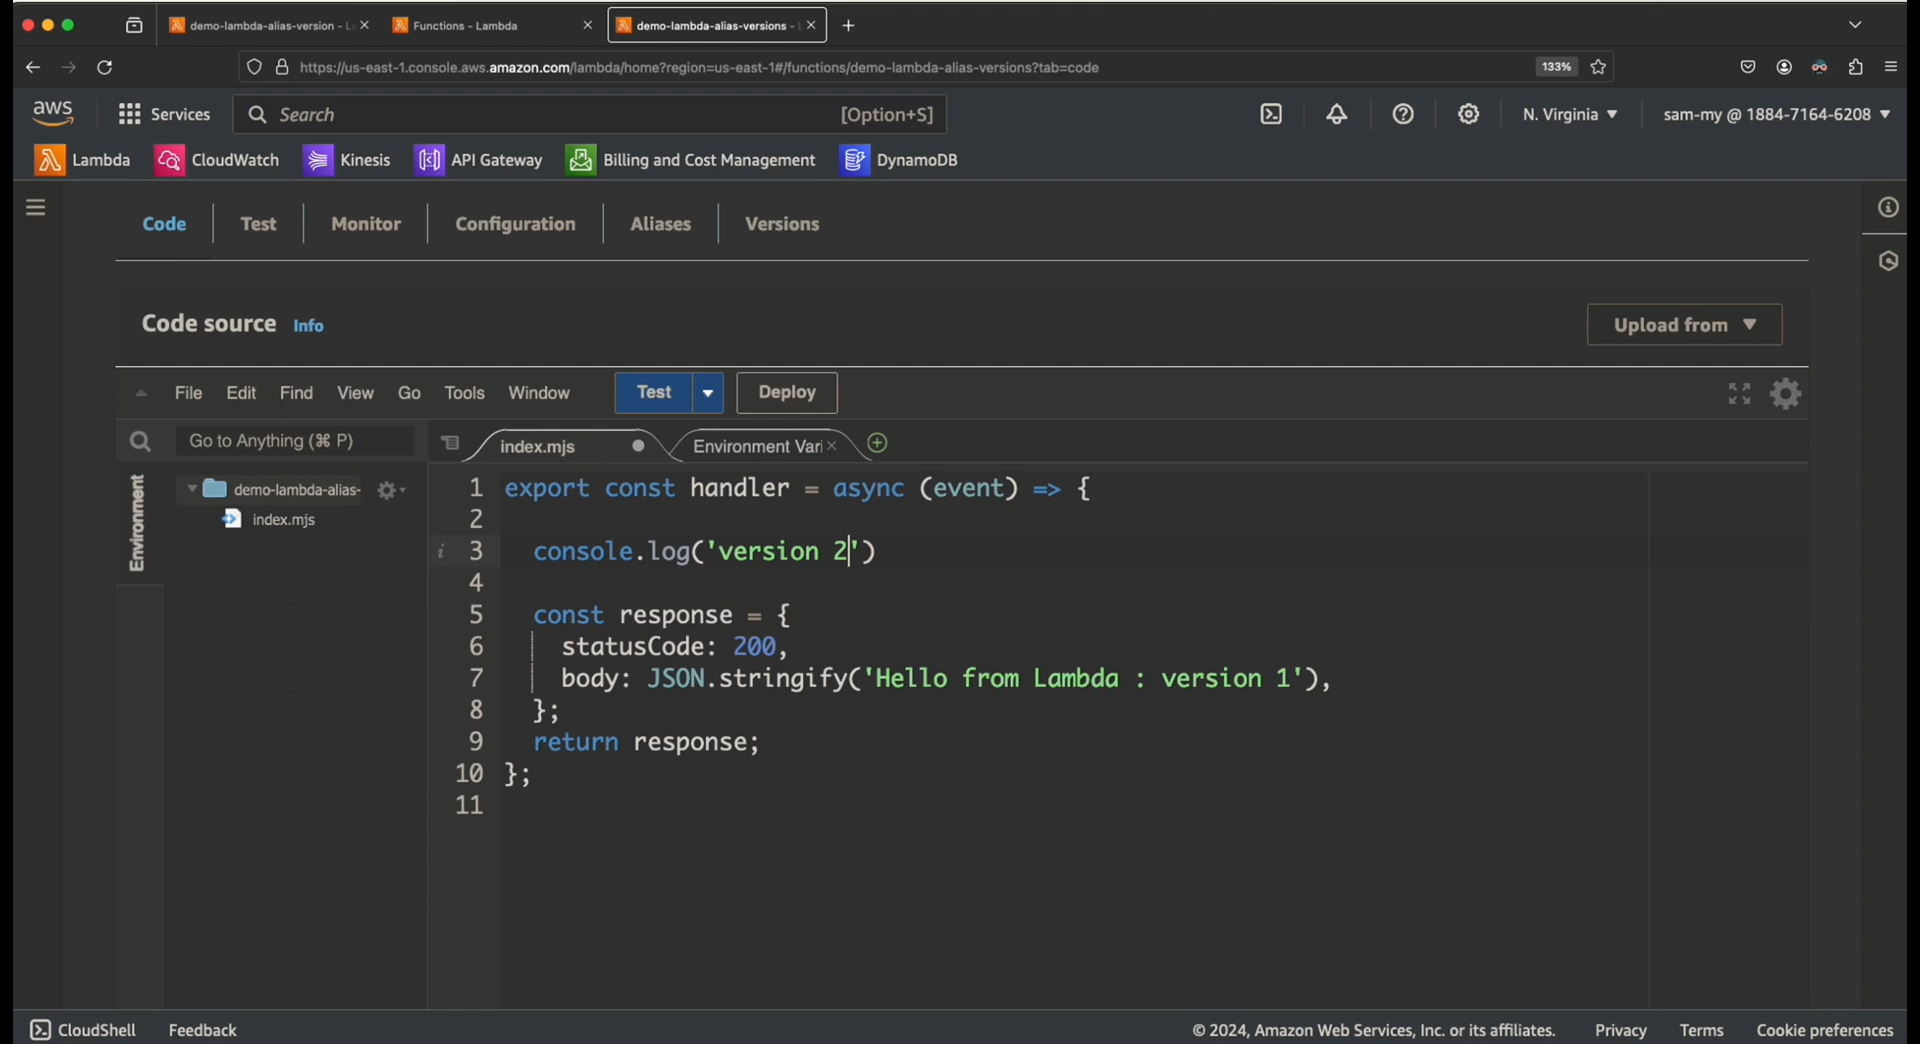 demo-lambda-alias-version - L
Functions - Lambda
demo-lambda-alias-versions -
https://us-east-1.console.aws.amazon.com/lambda/home?region=us-east-1#/functions/demo-lambda-alias-versions?tab=code
133%
aws
Services
Search
[Option+S]
N. Virginia
sam-my @ 1884-7164-6208
Lambda
CloudWatch
Kinesis
API Gateway
Billing and Cost Management
DynamoDB
Code
Test
Monitor
Configuration
Aliases
Versions
Code source
Info
Upload from
File
Edit
Find
View
Go
Tools
Window
Test
Deploy
Go to Anything (⌘ P)
index.mjs
Environment Vari
Environment
demo-lambda-alias-
index.mjs
1 export const handler = async (event) => {
2
i 3 console.log('version 2')
4
5 const response = {
6 statusCode: 200,
7 body: JSON.stringify('Hello from Lambda : version 1'),
8 };
9 return response;
10 };
11
CloudShell
Feedback
© 2024, Amazon Web Services, Inc. or its affiliates.
Privacy
Terms
Cookie preferences